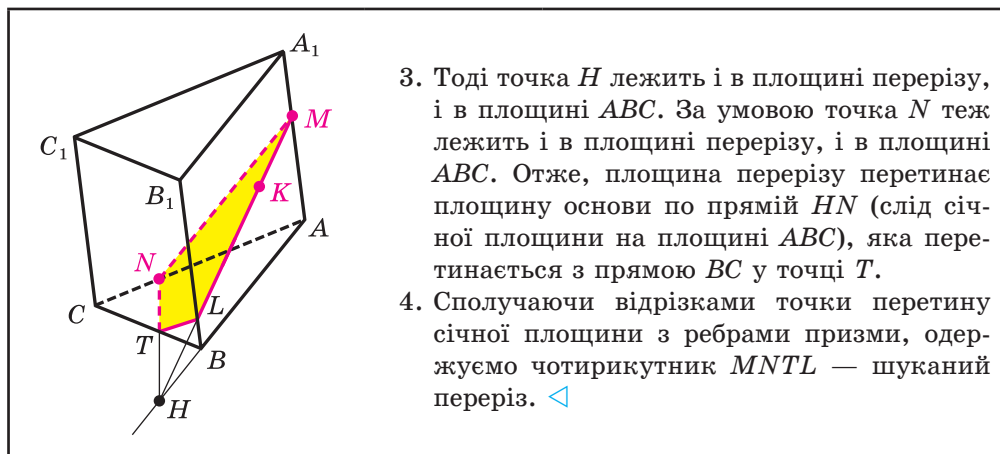 A₁
M
C₁
B₁
K
A
N
C
L
T
B
H
3. Тоді точка H лежить і в площині перерізу,
і в площині ABC. За умовою точка N теж
лежить і в площині перерізу, і в площині
ABC. Отже, площина перерізу перетинає
площину основи по прямій HN (слід січ-
ної площини на площині ABC), яка пере-
тинається з прямою BC у точці T.
4. Сполучаючи відрізками точки перетину
січної площини з ребрами призми, одер-
жуємо чотирикутник MNTL — шуканий
переріз. ◁